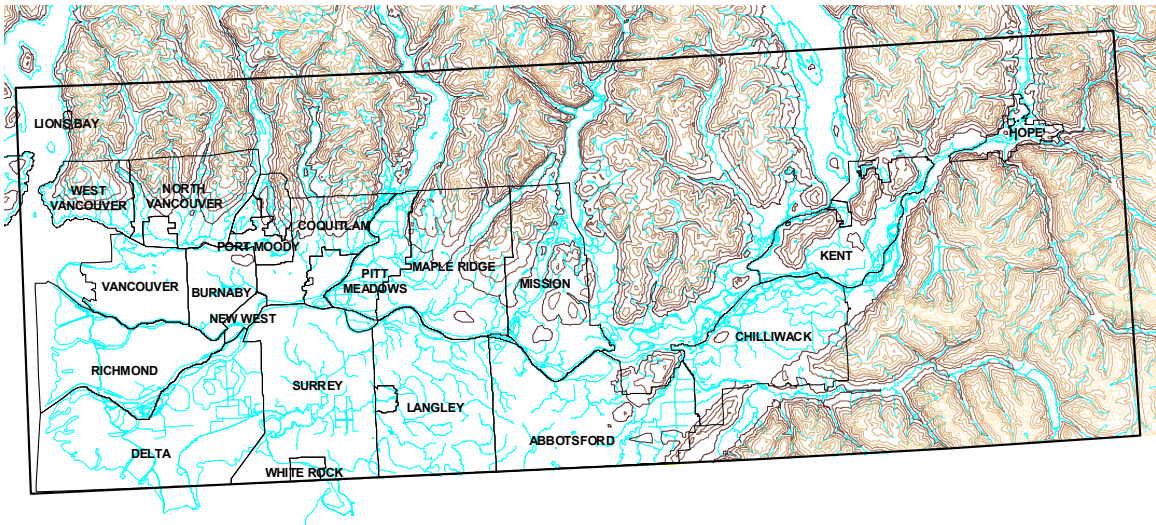 LIONS BAY
HOPE
WEST
VANCOUVER
NORTH
VANCOUVER
COQUITLAM
PORT MOODY
KENT
MAPLE RIDGE
PITT
MEADOWS
MISSION
VANCOUVER
BURNABY
NEW WEST
CHILLIWACK
RICHMOND
SURREY
LANGLEY
ABBOTSFORD
DELTA
WHITE ROCK